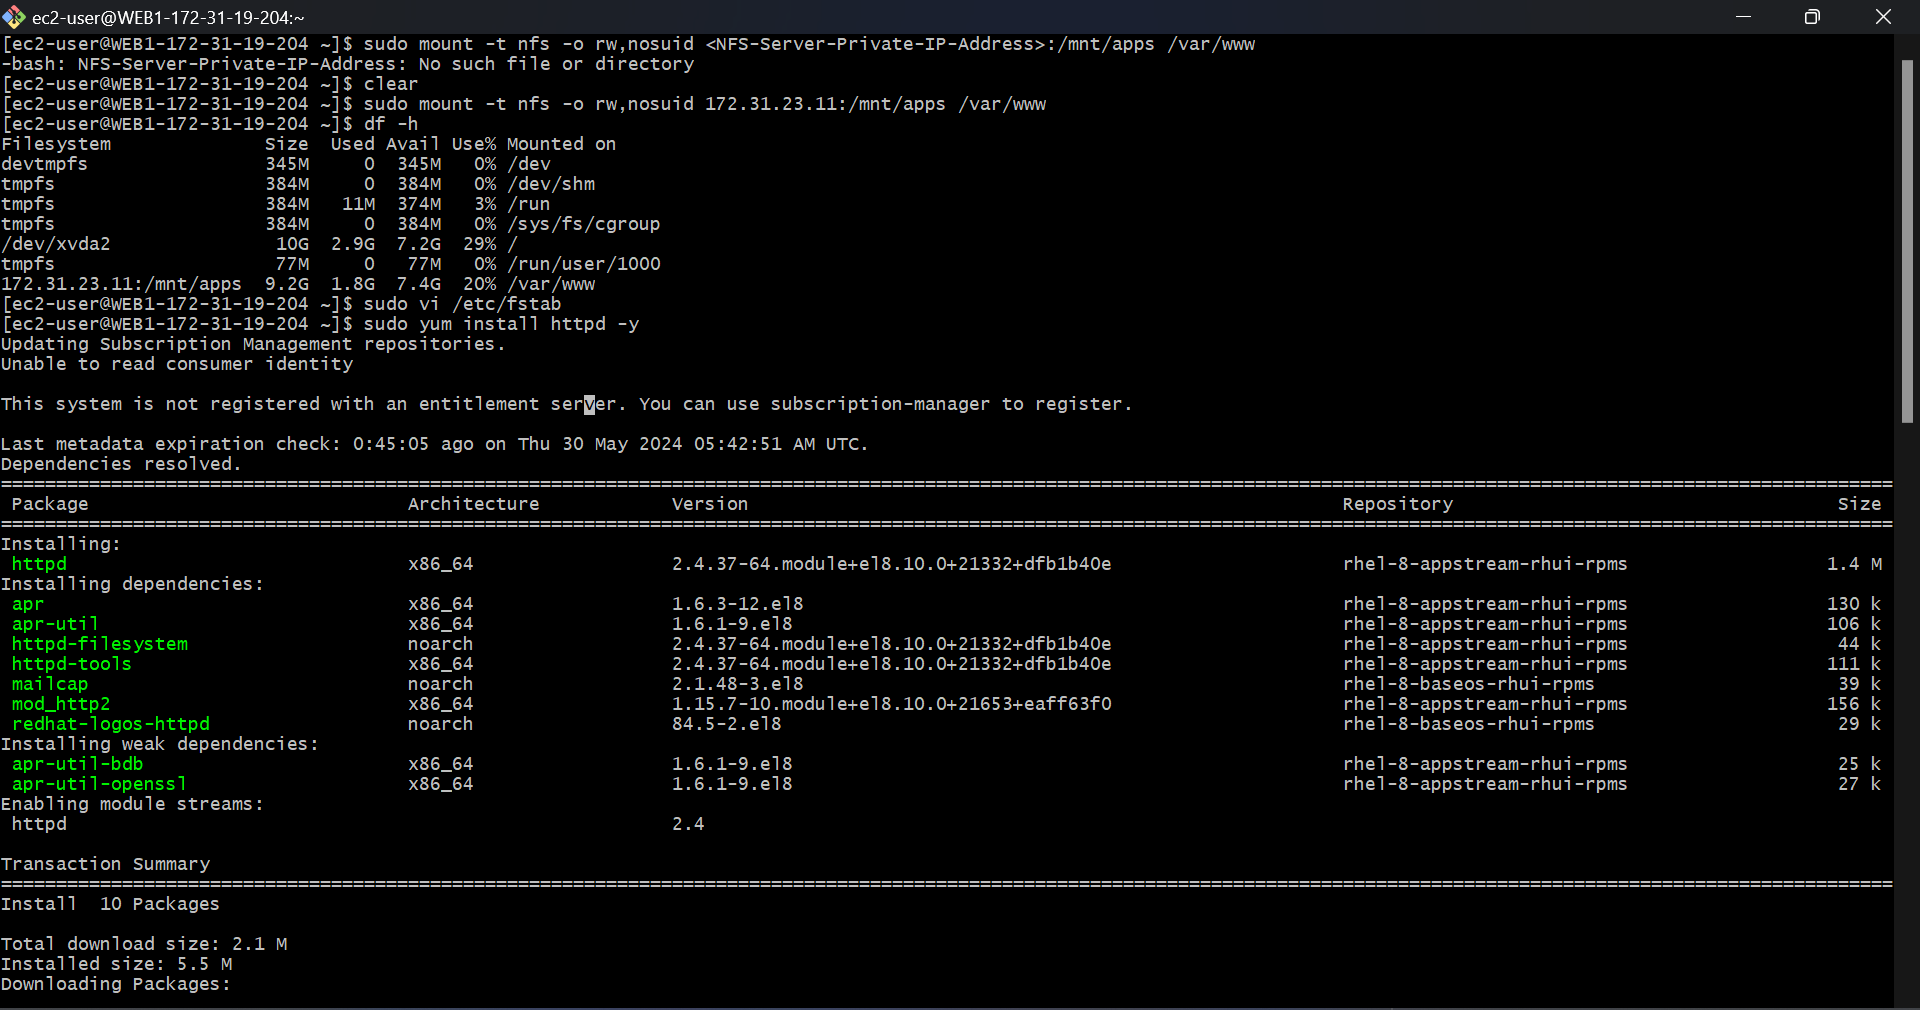 ec2-user@WEB1-172-31-19-204:~
[ec2-user@WEB1-172-31-19-204 ~]$ sudo mount -t nfs -o rw,nosuid <NFS-Server-Private-IP-Address>:/mnt/apps /var/www
-bash: NFS-Server-Private-IP-Address: No such file or directory
[ec2-user@WEB1-172-31-19-204 ~]$ clear
[ec2-user@WEB1-172-31-19-204 ~]$ sudo mount -t nfs -o rw,nosuid 172.31.23.11:/mnt/apps /var/www
[ec2-user@WEB1-172-31-19-204 ~]$ df -h
Filesystem              Size  Used Avail Use% Mounted on
devtmpfs                345M     0  345M   0% /dev
tmpfs                   384M     0  384M   0% /dev/shm
tmpfs                   384M   11M  374M   3% /run
tmpfs                   384M     0  384M   0% /sys/fs/cgroup
/dev/xvda2               10G  2.9G  7.2G  29% /
tmpfs                    77M     0   77M   0% /run/user/1000
172.31.23.11:/mnt/apps  9.2G  1.8G  7.4G  20% /var/www
[ec2-user@WEB1-172-31-19-204 ~]$ sudo vi /etc/fstab
[ec2-user@WEB1-172-31-19-204 ~]$ sudo yum install httpd -y
Updating Subscription Management repositories.
Unable to read consumer identity
This system is not registered with an entitlement server. You can use subscription-manager to register.
Last metadata expiration check: 0:45:05 ago on Thu 30 May 2024 05:42:51 AM UTC.
Dependencies resolved.
Package Architecture Version Repository Size
Installing:
httpd x86_64 2.4.37-64.module+el8.10.0+21332+dfb1b40e rhel-8-appstream-rhui-rpms 1.4 M
Installing dependencies:
apr x86_64 1.6.3-12.el8 rhel-8-appstream-rhui-rpms 130 k
apr-util x86_64 1.6.1-9.el8 rhel-8-appstream-rhui-rpms 106 k
httpd-filesystem noarch 2.4.37-64.module+el8.10.0+21332+dfb1b40e rhel-8-appstream-rhui-rpms 44 k
httpd-tools x86_64 2.4.37-64.module+el8.10.0+21332+dfb1b40e rhel-8-appstream-rhui-rpms 111 k
mailcap noarch 2.1.48-3.el8 rhel-8-baseos-rhui-rpms 39 k
mod_http2 x86_64 1.15.7-10.module+el8.10.0+21653+eaff63f0 rhel-8-appstream-rhui-rpms 156 k
redhat-logos-httpd noarch 84.5-2.el8 rhel-8-baseos-rhui-rpms 29 k
Installing weak dependencies:
apr-util-bdb x86_64 1.6.1-9.el8 rhel-8-appstream-rhui-rpms 25 k
apr-util-openssl x86_64 1.6.1-9.el8 rhel-8-appstream-rhui-rpms 27 k
Enabling module streams:
httpd 2.4
Transaction Summary
Install  10 Packages
Total download size: 2.1 M
Installed size: 5.5 M
Downloading Packages: